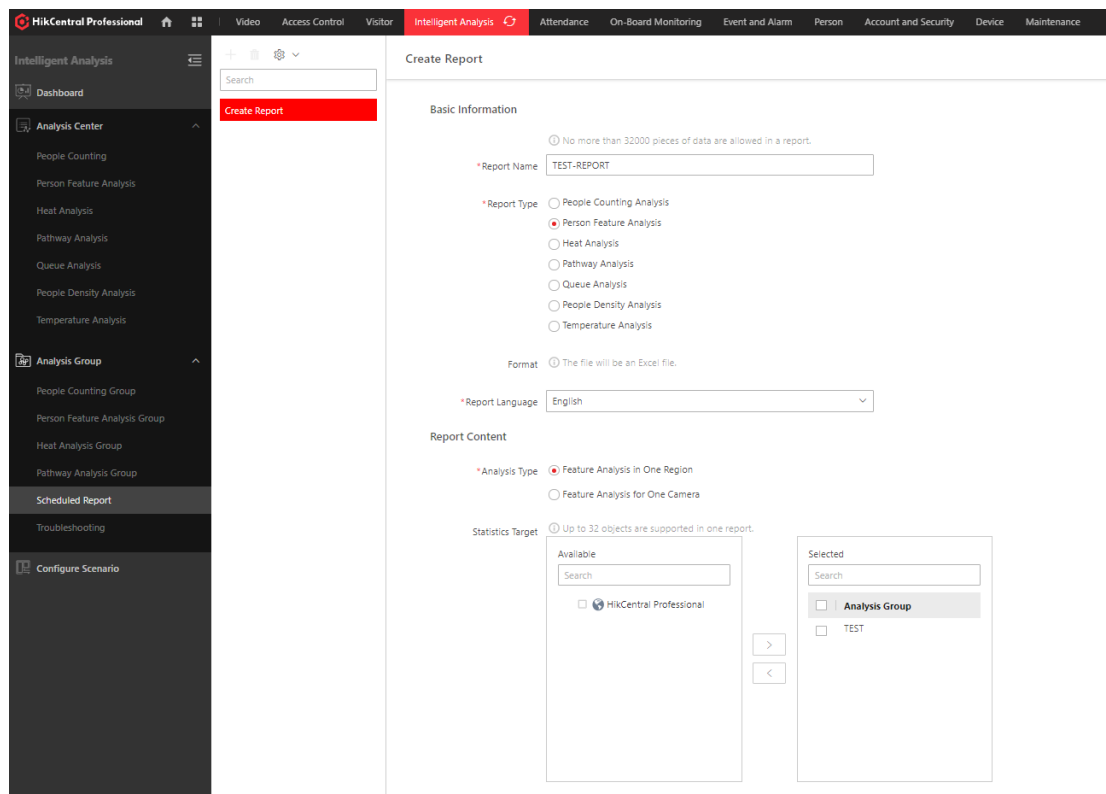 HikCentral Professional Video Access Control Visitor Intelligent Analysis Attendance On-Board Monitoring Event and Alarm Person Account and Security Device Maintenance
Intelligent Analysis
Dashboard
Analysis Center
People Counting
Person Feature Analysis
Heat Analysis
Pathway Analysis
Queue Analysis
People Density Analysis
Temperature Analysis
Analysis Group
People Counting Group
Person Feature Analysis Group
Heat Analysis Group
Pathway Analysis Group
Scheduled Report
Troubleshooting
Configure Scenario
Search
Create Report
Create Report
Basic Information
No more than 32000 pieces of data are allowed in a report.
*Report Name TEST-REPORT
*Report Type People Counting Analysis
Person Feature Analysis
Heat Analysis
Pathway Analysis
Queue Analysis
People Density Analysis
Temperature Analysis
Format The file will be an Excel file.
*Report Language English
Report Content
*Analysis Type Feature Analysis in One Region
Feature Analysis for One Camera
Statistics Target Up to 32 objects are supported in one report.
Available
Search
HikCentral Professional
Selected
Search
Analysis Group
TEST